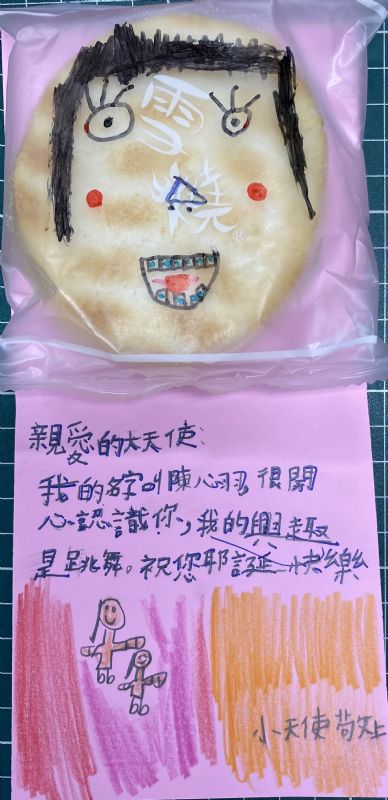 雪燒®
親愛的大天使:
我的名字叫陳心羽,很開
心認識你,我的興趣
是跳舞。祝您耶誕快樂
小天使敬上